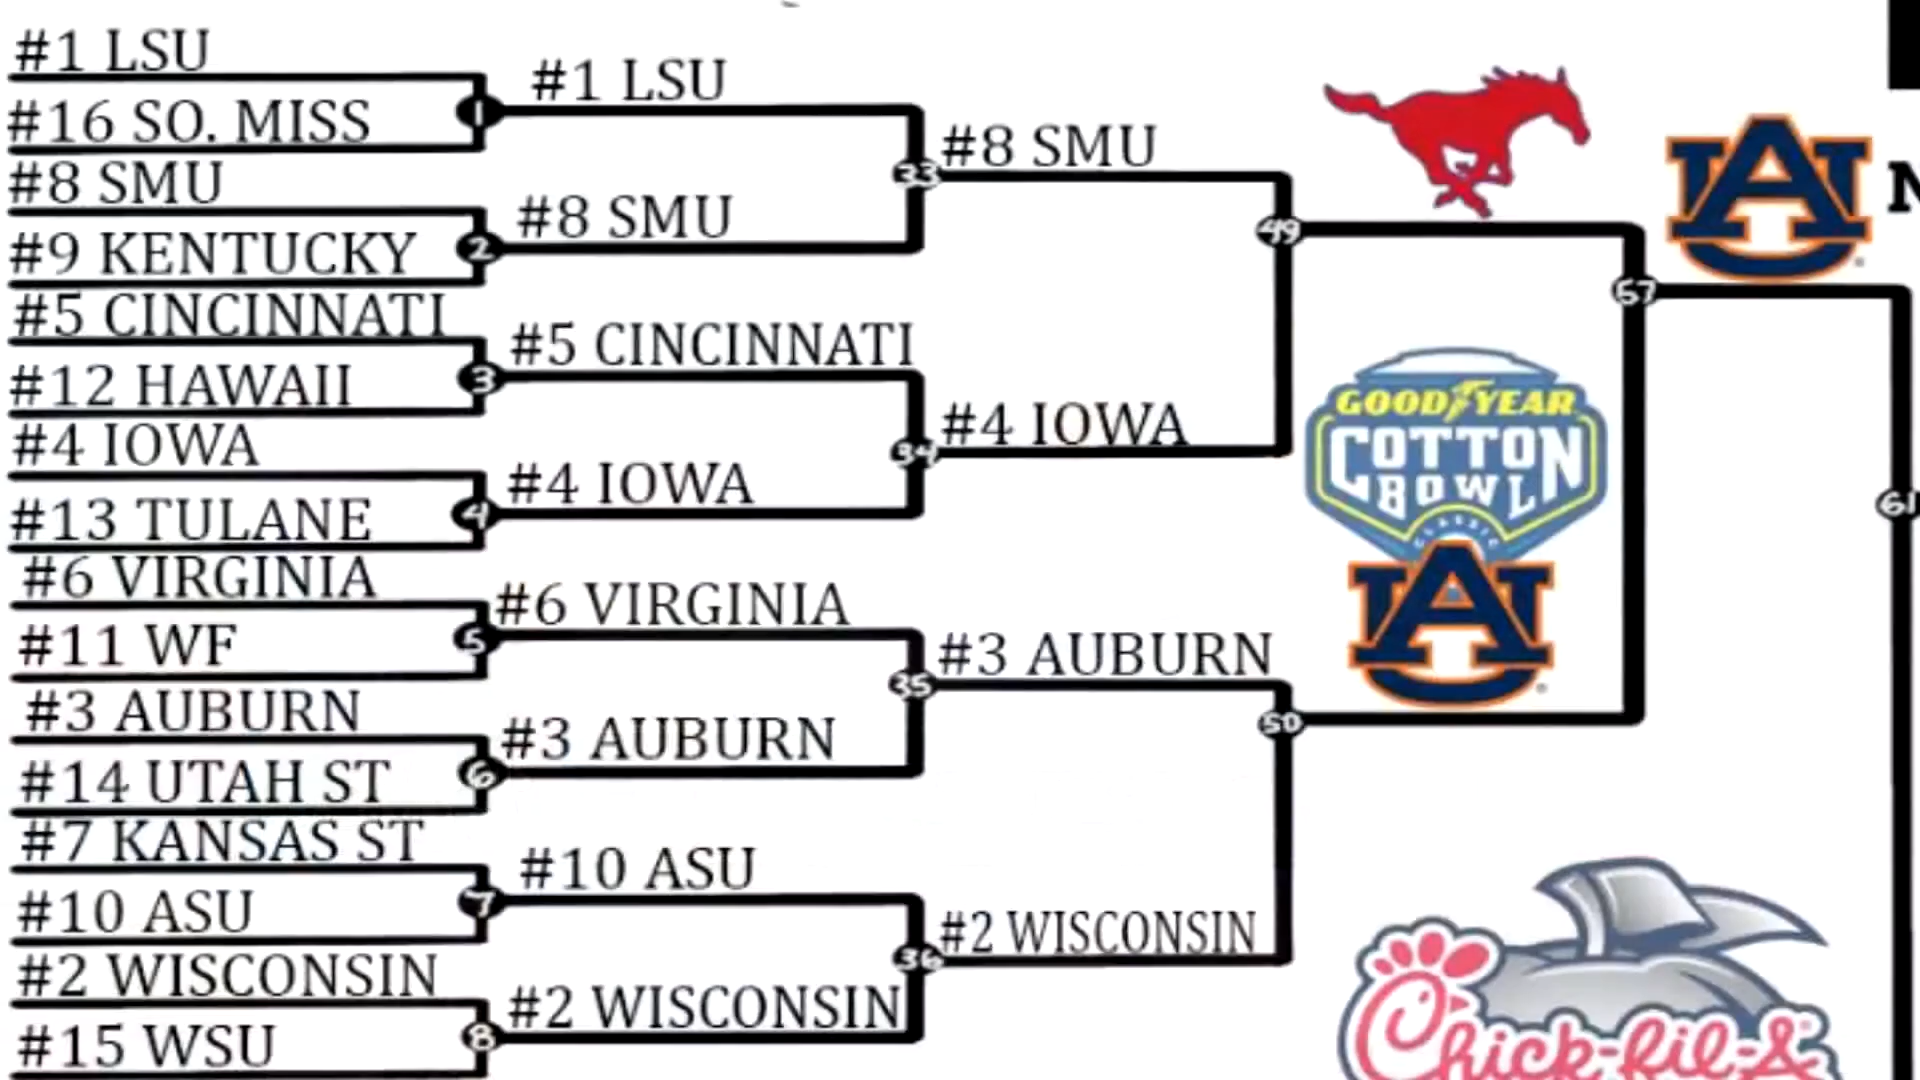 #1 LSU
#16 SO. MISS
#8 SMU
#9 KENTUCKY
#5 CINCINNATI
#12 HAWAII
#4 IOWA
#13 TULANE
#6 VIRGINIA
#11 WF
#3 AUBURN
#14 UTAH ST
#7 KANSAS ST
#10 ASU
#2 WISCONSIN
#15 WSU
1
2
3
4
5
6
7
8
#1 LSU
#8 SMU
#5 CINCINNATI
#4 IOWA
#6 VIRGINIA
#3 AUBURN
#10 ASU
#2 WISCONSIN
33
34
35
36
#8 SMU
#4 IOWA
#3 AUBURN
#2 WISCONSIN
49
50
GOODYEAR
COTTON
BOWL
CLASSIC
AU
Chick-fil-A
57
AU
61
N